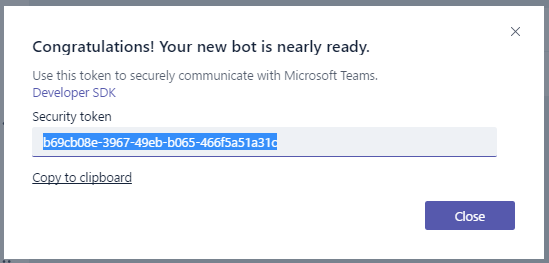 Congratulations! Your new bot is nearly ready.
Use this token to securely communicate with Microsoft Teams.
Developer SDK
Security token
b69cb08e-3967-49eb-b065-466f5a51a31c
Copy to clipboard
Close